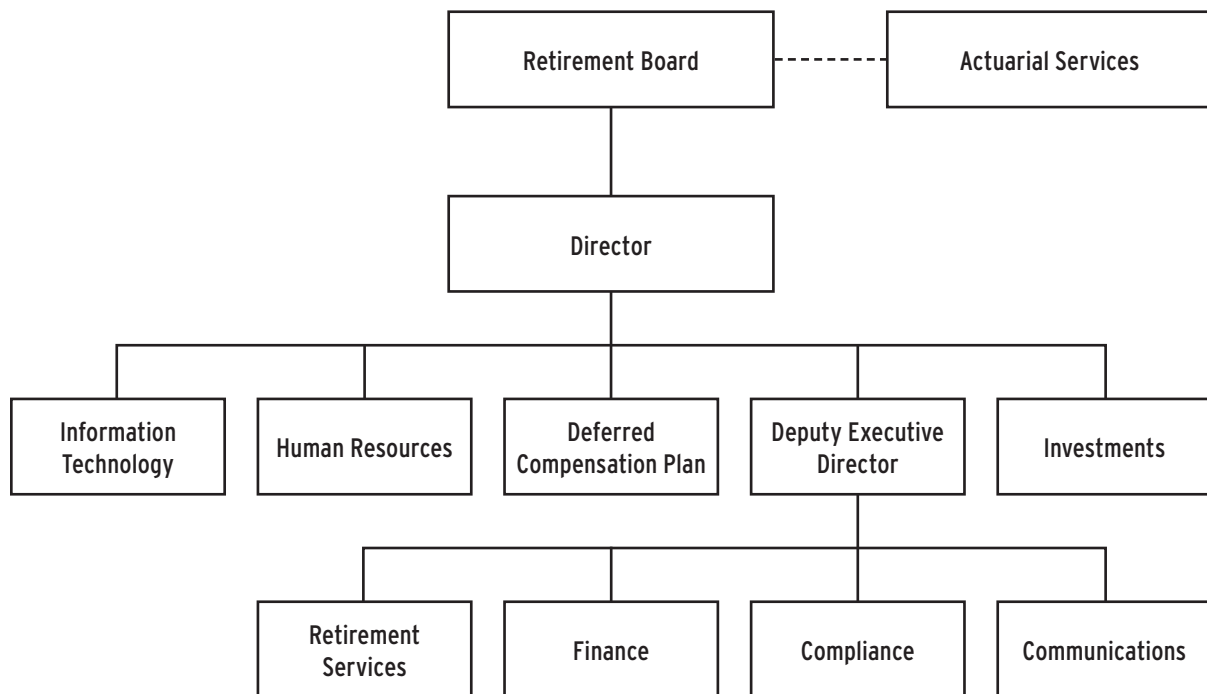 Retirement Board
Actuarial Services
Director
Information
Technology
Human Resources
Deferred
Compensation Plan
Deputy Executive
Director
Investments
Retirement
Services
Finance
Compliance
Communications